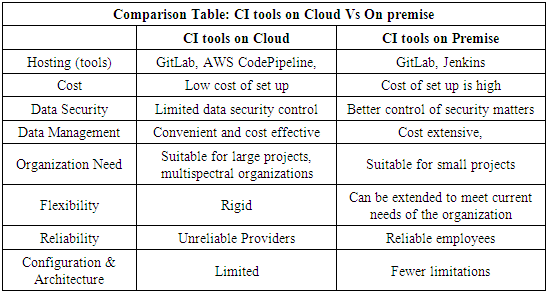 Comparison Table: CI tools on Cloud Vs On premise
CI tools on Cloud CI tools on Premise
Hosting (tools) GitLab, AWS CodePipeline, GitLab, Jenkins
Cost Low cost of set up Cost of set up is high
Data Security Limited data security control Better control of security matters
Data Management Convenient and cost effective Cost extensive,
Organization Need Suitable for large projects, multispectral organizations Suitable for small projects
Flexibility Rigid Can be extended to meet current needs of the organization
Reliability Unreliable Providers Reliable employees
Configuration & Architecture Limited Fewer limitations